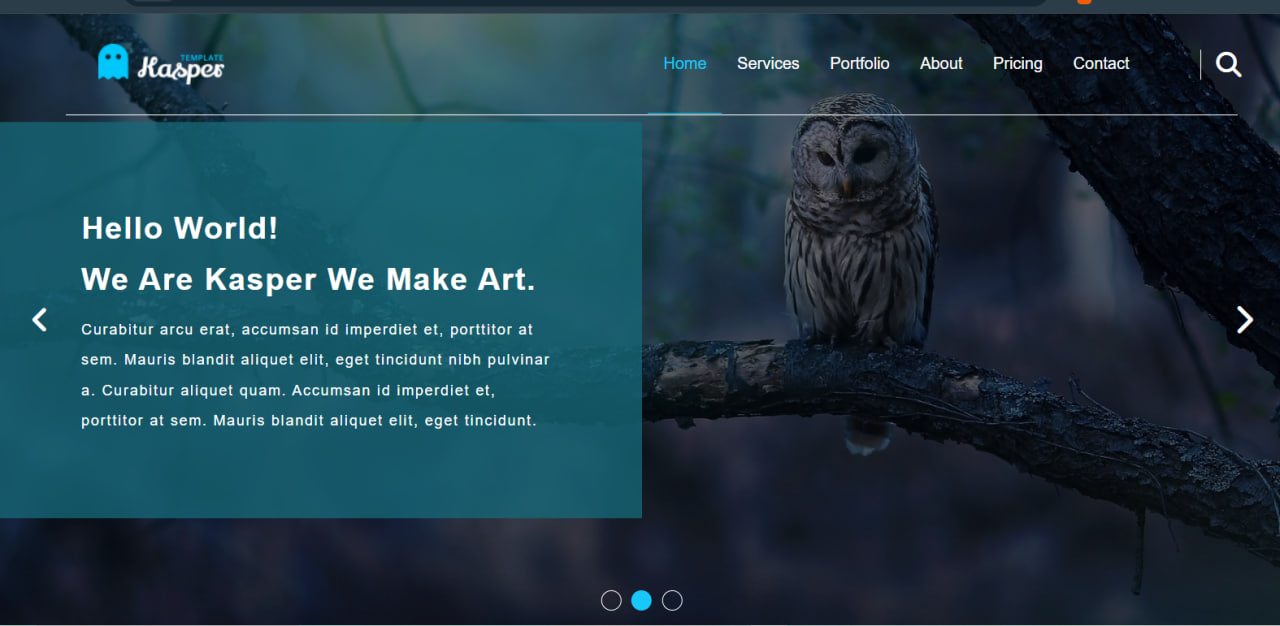 TEMPLATE
Kasper
Home Services Portfolio About Pricing Contact
Hello World!
We Are Kasper We Make Art.
Curabitur arcu erat, accumsan id imperdiet et, porttitor at
sem. Mauris blandit aliquet elit, eget tincidunt nibh pulvinar
a. Curabitur aliquet quam. Accumsan id imperdiet et,
porttitor at sem. Mauris blandit aliquet elit, eget tincidunt.